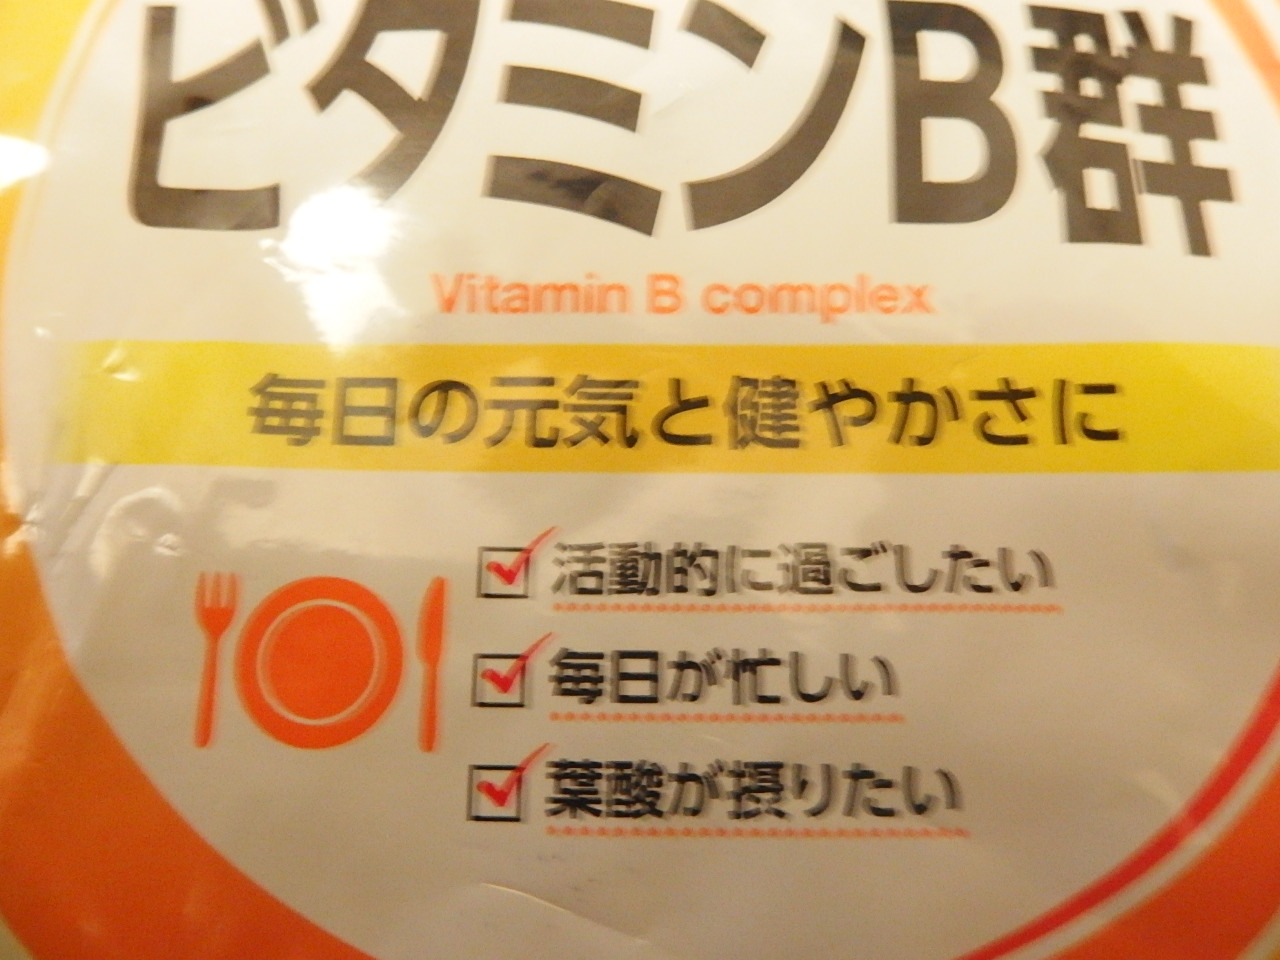 ビタミンB群
Vitamin B complex
毎日の元気と健やかさに
活動的に過ごしたい
毎日が忙しい
葉酸が摂りたい